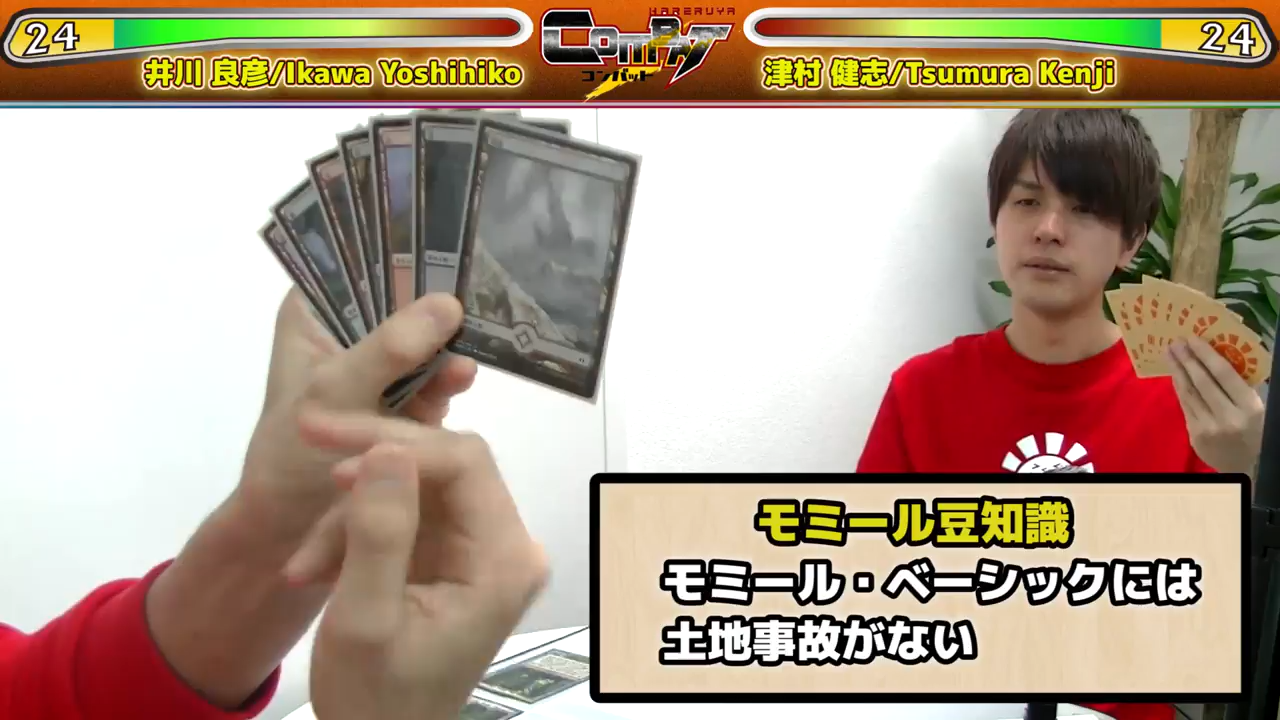 24
HARERUYA
COMBAT
コンバット
24
井川 良彦/Ikawa Yoshihiko
津村 健志/Tsumura Kenji
モミール豆知識
モミール・ベーシックには
土地事故がない